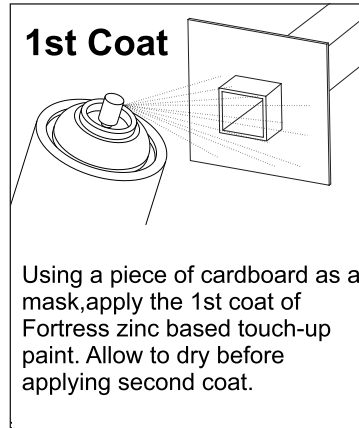 1st Coat
Using a piece of cardboard as a
mask,apply the 1st coat of
Fortress zinc based touch-up
paint. Allow to dry before
applying second coat.